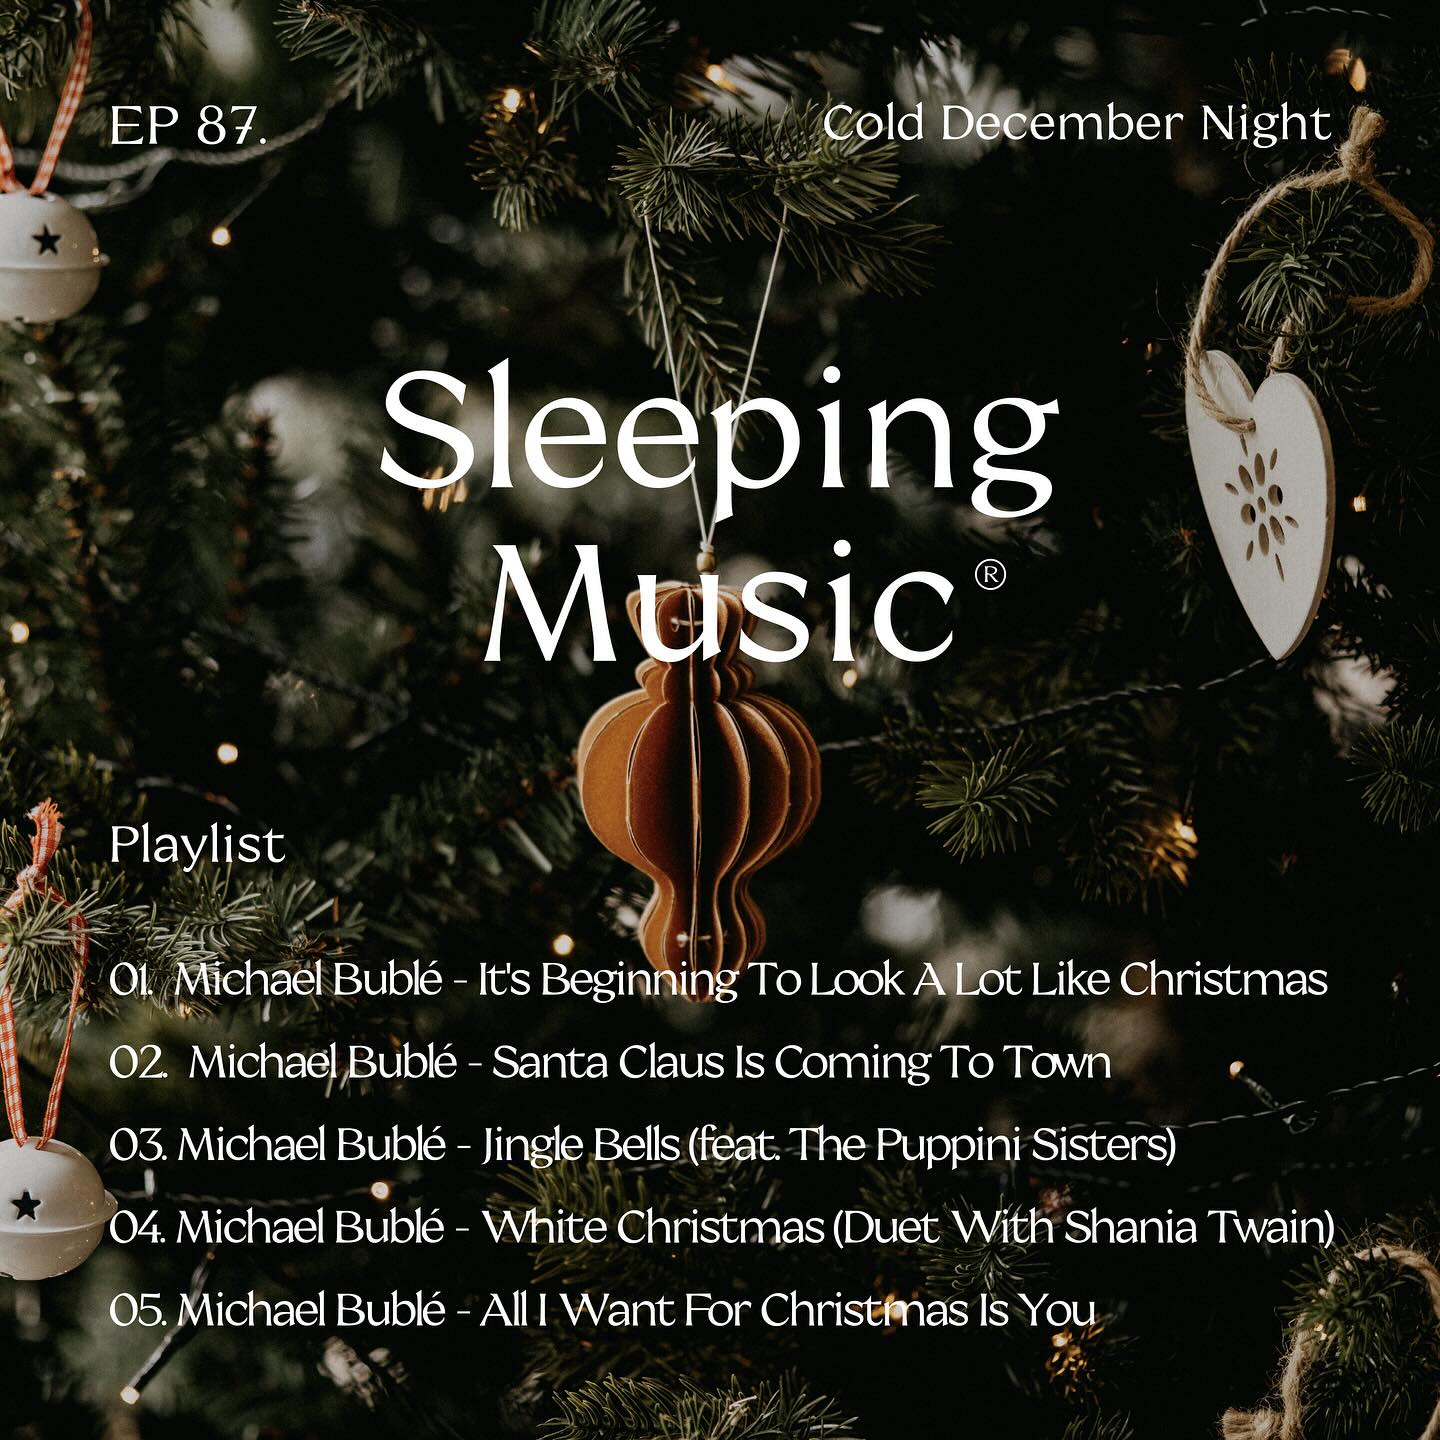 EP 87.
Cold December Night
Sleeping
Music®
Playlist
01. Michael Bublé - It's Beginning To Look A Lot Like Christmas
02. Michael Bublé - Santa Claus Is Coming To Town
03. Michael Bublé - Jingle Bells (feat. The Puppini Sisters)
04. Michael Bublé - White Christmas (Duet With Shania Twain)
05. Michael Bublé - All I Want For Christmas Is You